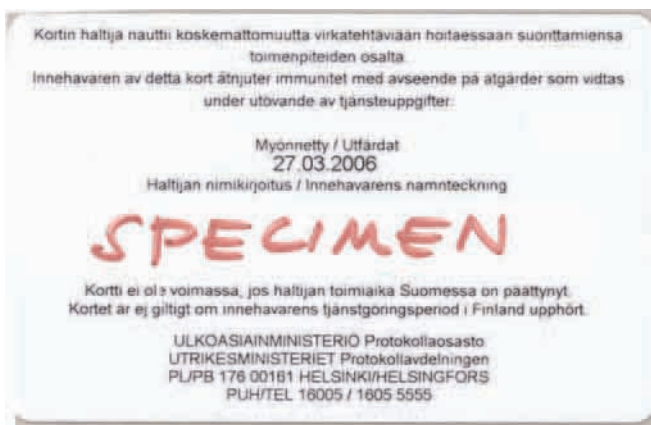 Kortin haltija nauttii koskemattomuutta virkatehtäviään hoitaessaan suorittamiensa
toimenpiteiden osalta.
Innehavaren av detta kort åtnjuter immunitet med avseende på åtgärder som vidtas
under utövande av tjänsteuppgifter.
Myönnetty / Utfärdat
27.03.2006
Haltijan nimikirjoitus / Innehavarens namnteckning
SPECIMEN
Kortti ei ole voimassa, jos haltijan toimiaika Suomessa on päättynyt.
Kortet är ej giltigt om innehavarens tjänstgöringsperiod i Finland upphört.
ULKOASIAINMINISTERIÖ Protokollaosasto
UTRIKESMINISTERIET Protokollavdelningen
PL/PB 176 00161 HELSINKI/HELSINGFORS
PUH/TEL 16005 / 1605 5555